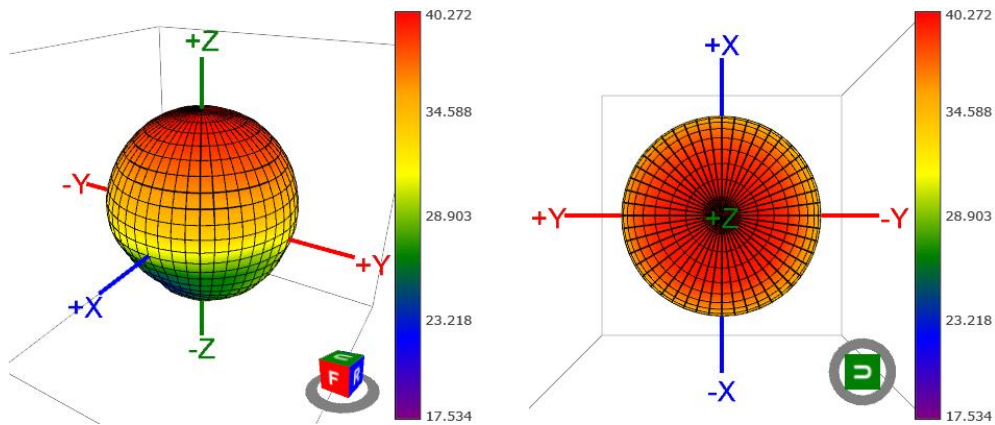 +Z
-Y
+Y
+X
-Z
F
R
U
40.272
34.588
28.903
23.218
17.534
+X
+Y
+Z
-Y
-X
U
40.272
34.588
28.903
23.218
17.534